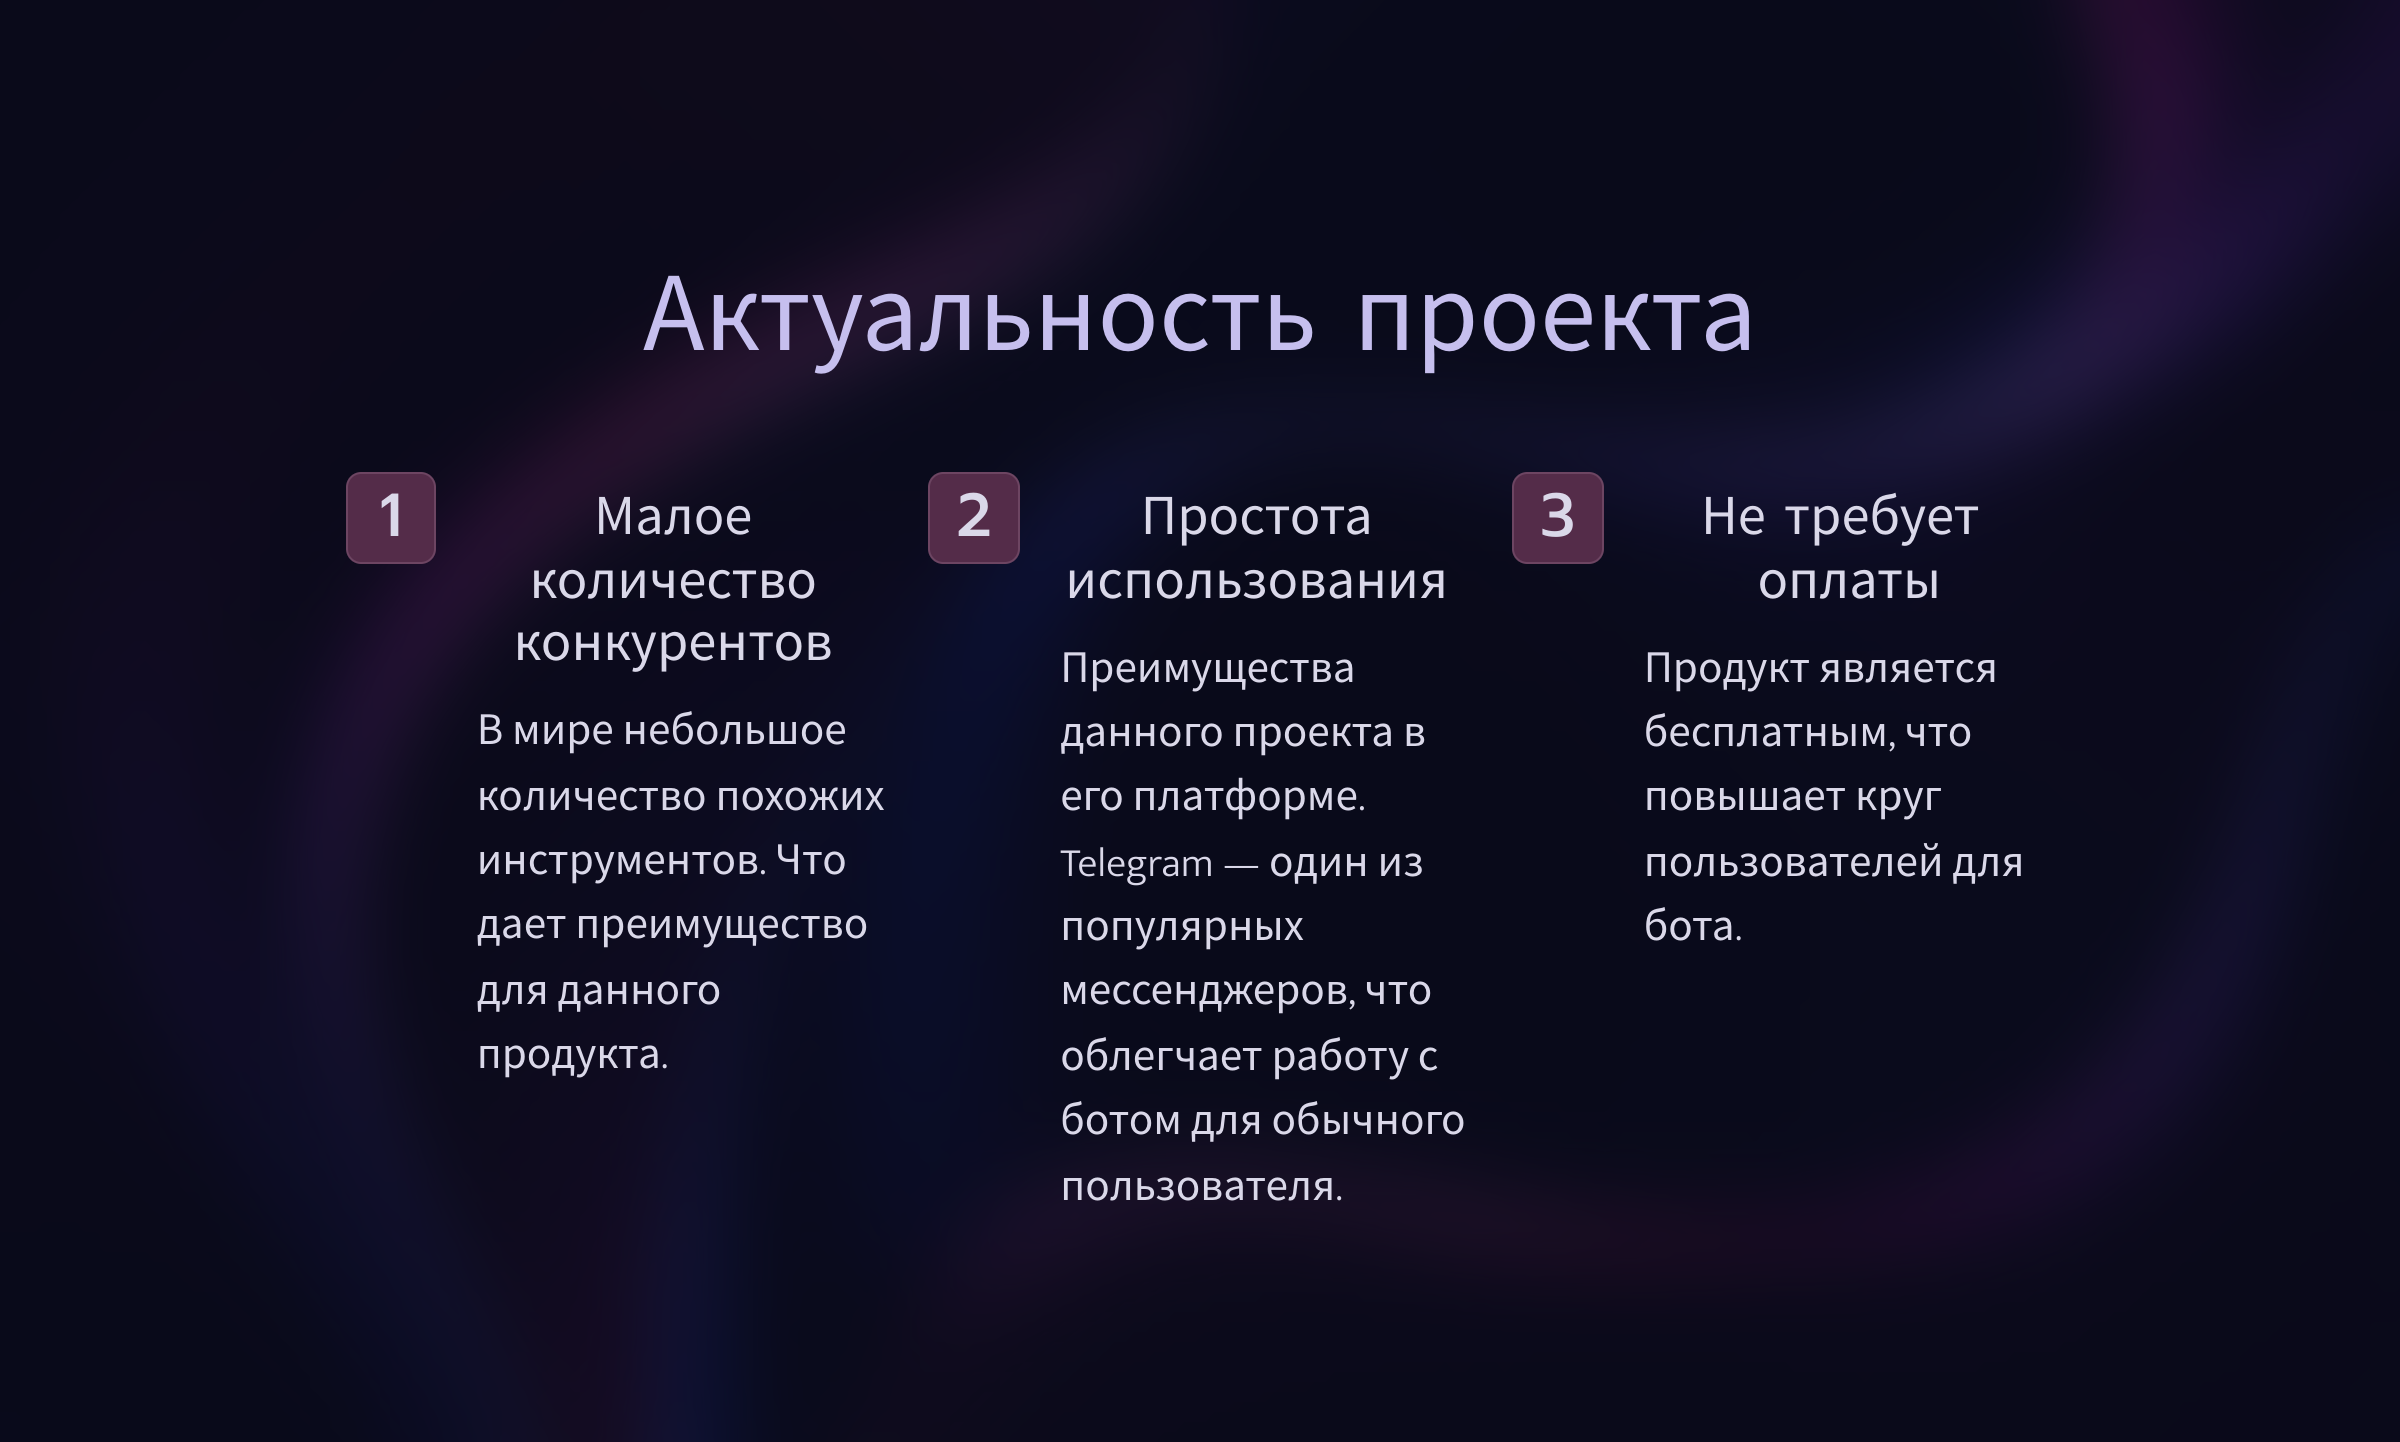 Актуальность проекта
1
Малое
количество
конкурентов
В мире небольшое
количество похожих
инструментов. Что
дает преимущество
для данного
продукта.
2
Простота
использования
Преимущества
данного проекта в
его платформе.
Telegram — один из
популярных
мессенджеров, что
облегчает работу с
ботом для обычного
пользователя.
3
Не требует
оплаты
Продукт является
бесплатным, что
повышает круг
пользователей для
бота.